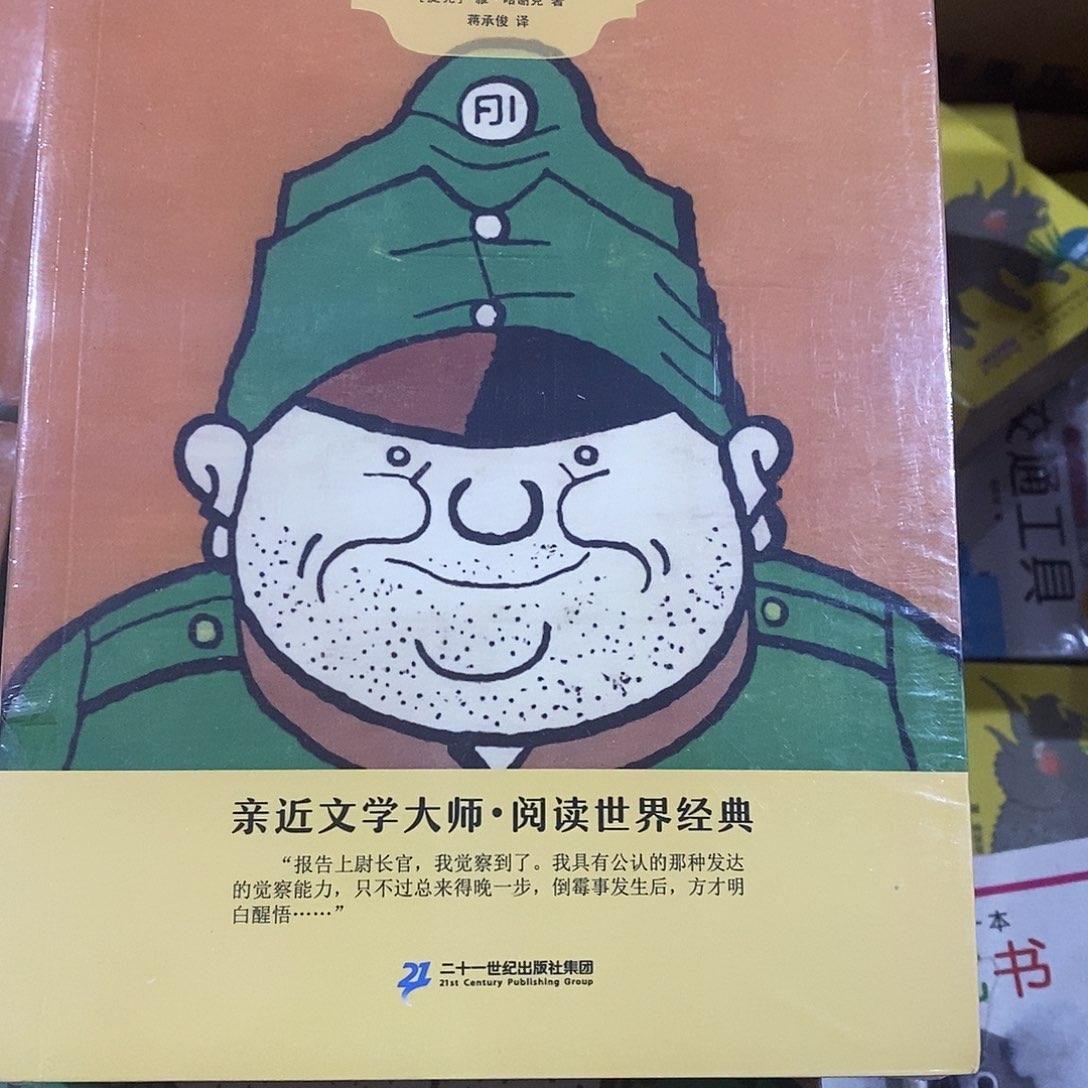 蒋承俊 译
FJI
亲近文学大师·阅读世界经典
“报告上尉长官，我觉察到了。我具有公认的那种发达
的觉察能力，只不过总来得晚一步，倒霉事发生后，方才明
白醒悟……”
21 二十一世纪出版社集团
21st Century Publishing Group
交通工具
本
书